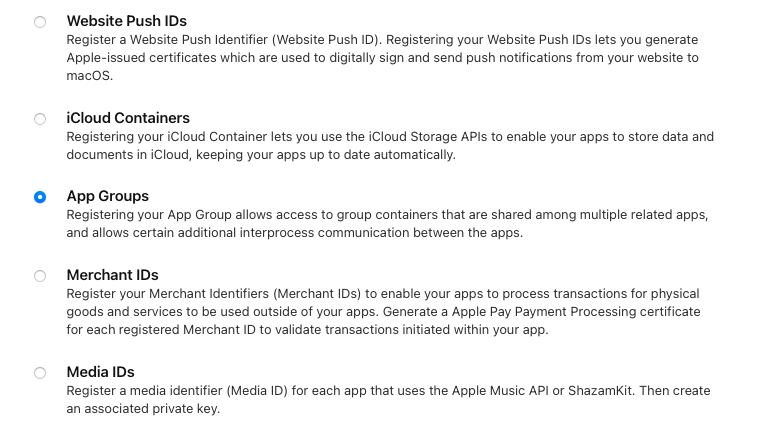 Website Push IDs
Register a Website Push Identifier (Website Push ID). Registering your Website Push IDs lets you generate
Apple-issued certificates which are used to digitally sign and send push notifications from your website to
macOS.
iCloud Containers
Registering your iCloud Container lets you use the iCloud Storage APIs to enable your apps to store data and
documents in iCloud, keeping your apps up to date automatically.
App Groups
Registering your App Group allows access to group containers that are shared among multiple related apps,
and allows certain additional interprocess communication between the apps.
Merchant IDs
Register your Merchant Identifiers (Merchant IDs) to enable your apps to process transactions for physical
goods and services to be used outside of your apps. Generate a Apple Pay Payment Processing certificate
for each registered Merchant ID to validate transactions initiated within your app.
Media IDs
Register a media identifier (Media ID) for each app that uses the Apple Music API or ShazamKit. Then create
an associated private key.